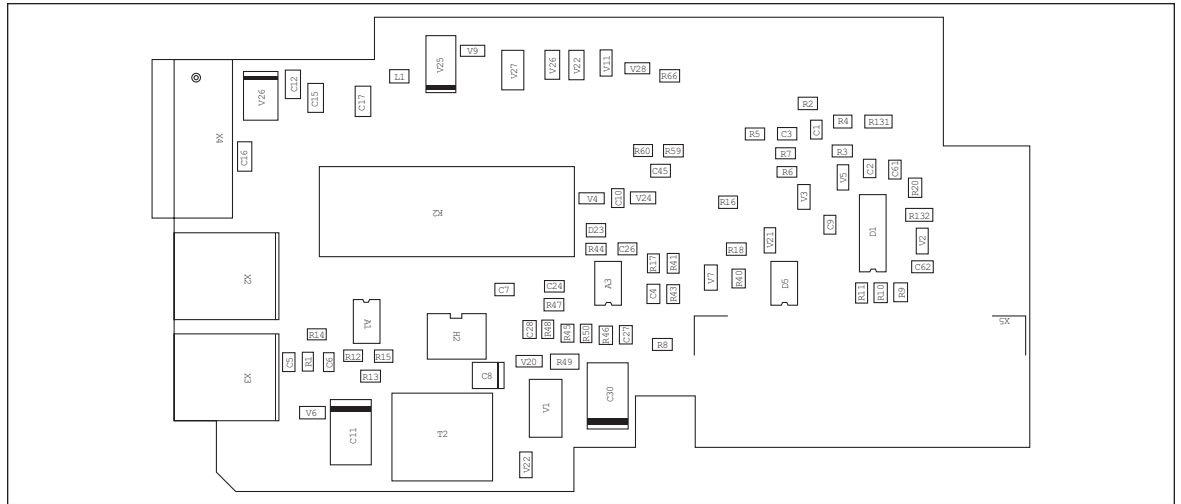 V9
V25
V27
V26
V22
V11
V28
R66
L1
V26
C12
C15
C17
R2
X4
C16
R5
C3
C1
R4
R131
R60
R59
R7
R3
C45
R6
V5
C2
C61
R20
K2
V4
C10
V24
R16
V3
R132
C9
D23
D1
V2
R44
C26
R18
V21
X2
R17
R41
C62
A3
V7
R40
D5
C7
C24
C4
R43
R11
R10
R9
R47
A1
H2
X5
R14
C28
R48
R45
R50
R46
C27
R8
X3
C5
R1
C6
R12
R15
V20
R49
R13
C8
C30
V6
C11
T2
V1
V22